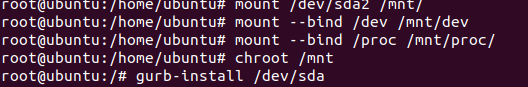 root@ubuntu:/home/ubuntu# mount /dev/sda2 /mnt/
root@ubuntu:/home/ubuntu# mount --bind /dev /mnt/dev
root@ubuntu:/home/ubuntu# mount --bind /proc /mnt/proc/
root@ubuntu:/home/ubuntu# chroot /mnt
root@ubuntu:/# gurb-install /dev/sda